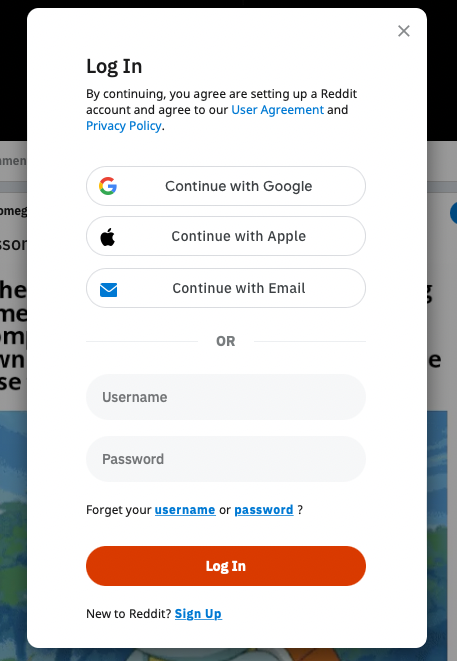 Log In
By continuing, you agree are setting up a Reddit
account and agree to our User Agreement and
Privacy Policy.
Continue with Google
Continue with Apple
Continue with Email
OR
Username
Password
Forget your username or password ?
Log In
New to Reddit? Sign Up